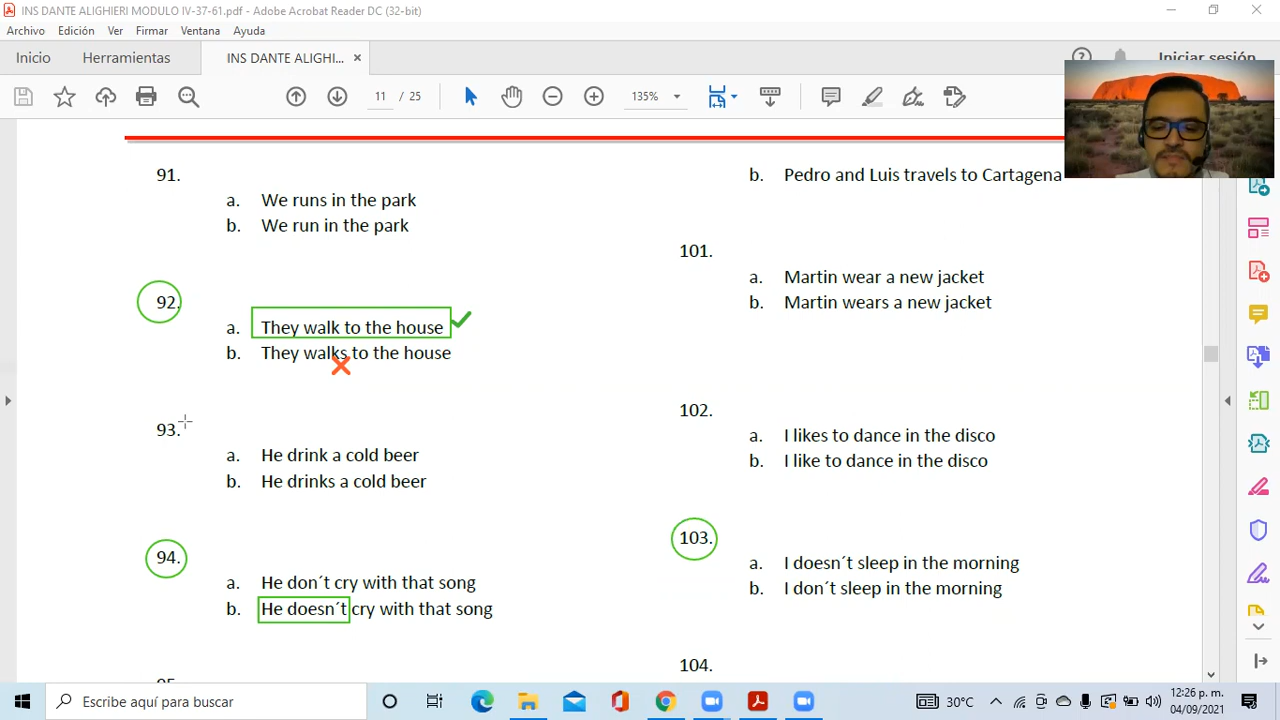 INS DANTE ALIGHIERI MODULO IV-37-61.pdf - Adobe Acrobat Reader DC (32-bit)
Archivo Edición Ver Firmar Ventana Ayuda
Inicio Herramientas INS DANTE ALIGHI... × Iniciar sesión
11 / 25 135%
91.
a. We runs in the park
b. We run in the park
92.
a. They walk to the house
b. They walks to the house
93.
a. He drink a cold beer
b. He drinks a cold beer
94.
a. He don´t cry with that song
b. He doesn´t cry with that song
b. Pedro and Luis travels to Cartagena
101.
a. Martin wear a new jacket
b. Martin wears a new jacket
102.
a. I likes to dance in the disco
b. I like to dance in the disco
103.
a. I doesn´t sleep in the morning
b. I don´t sleep in the morning
104.
Escribe aquí para buscar
30°C
12:26 p. m.
04/09/2021